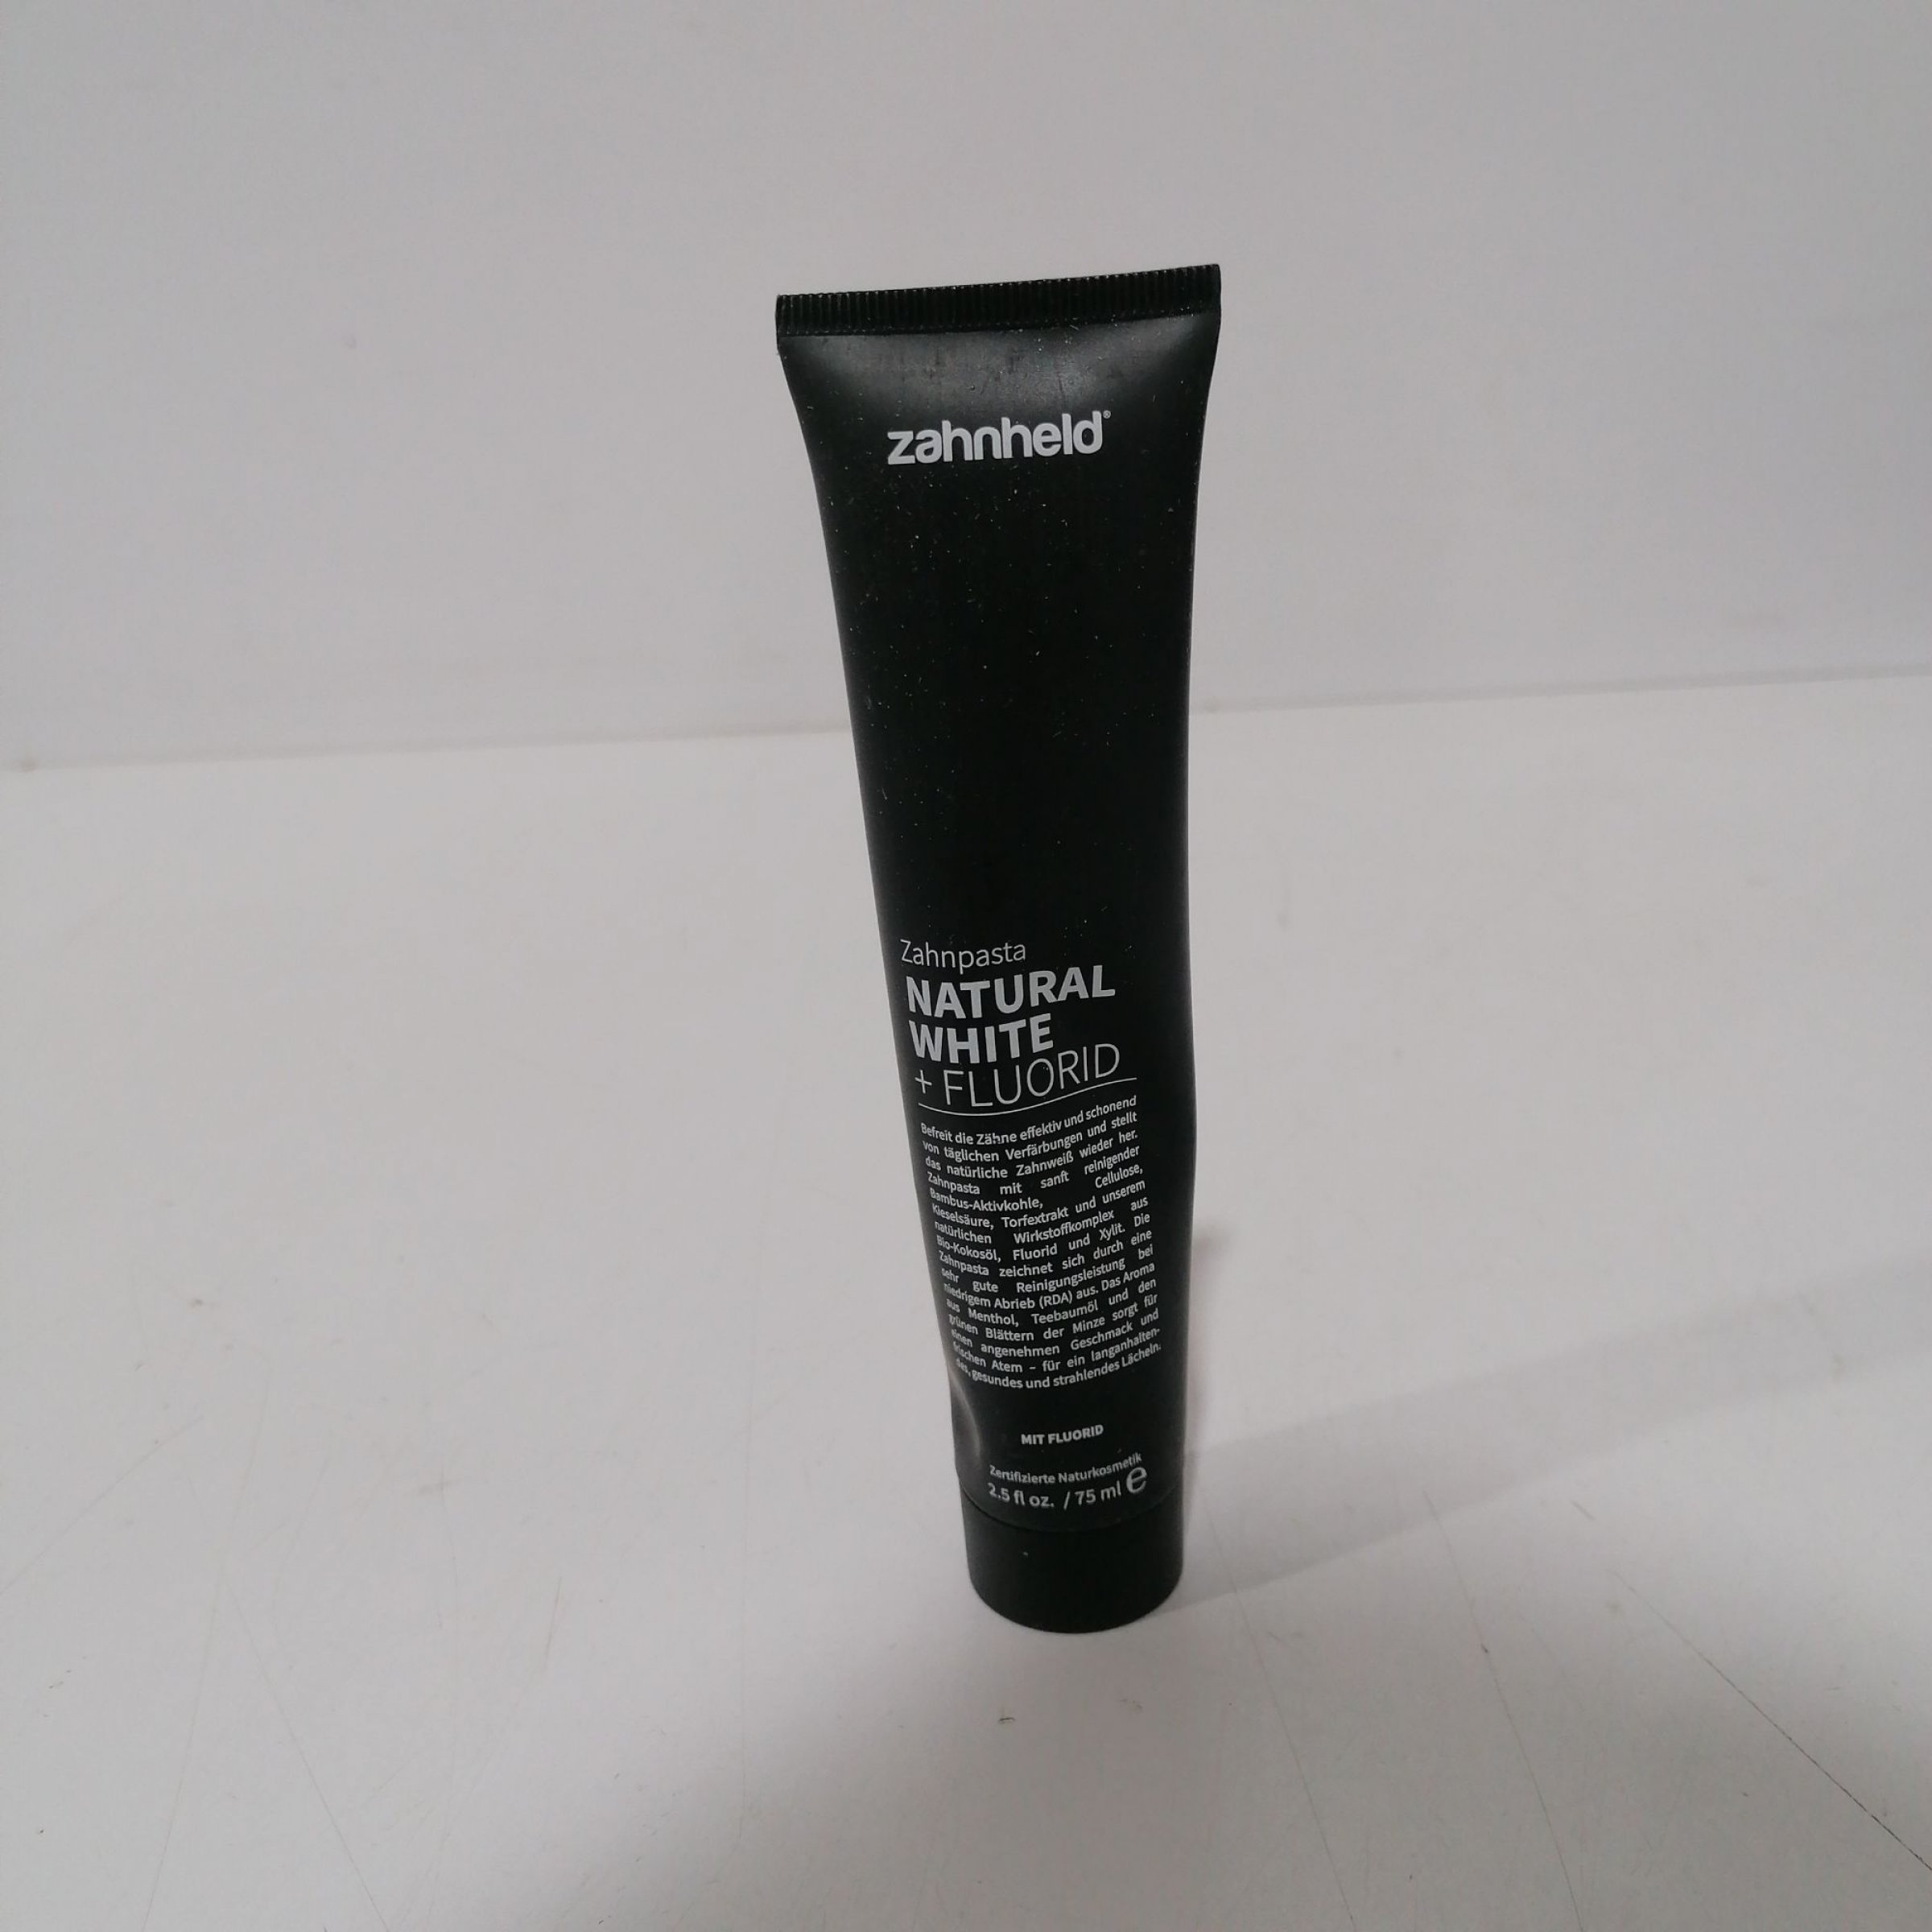 zahnheld®
Zahnpasta
NATURAL
WHITE
+ FLUORID
Befreit die Zähne effektiv und schonend
von täglichen Verfärbungen und stellt
das natürliche Zahnweiß wieder her.
Zahnpasta mit sanft reinigender
Bambus-Aktivkohle, Cellulose,
Kieselsäure, Torfextrakt und unserem
natürlichen Wirkstoffkomplex aus
Bio-Kokosöl, Fluorid und Xylit. Die
Zahnpasta zeichnet sich durch eine
sehr gute Reinigungsleistung bei
niedrigem Abrieb (RDA) aus. Das Aroma
aus Menthol, Teebaumöl und den
grünen Blättern der Minze sorgt für
einen angenehmen Geschmack und
frischen Atem – für ein langanhalten-
des, gesundes und strahlendes Lächeln.
MIT FLUORID
Zertifizierte Naturkosmetik
2.5 fl oz. / 75 ml e